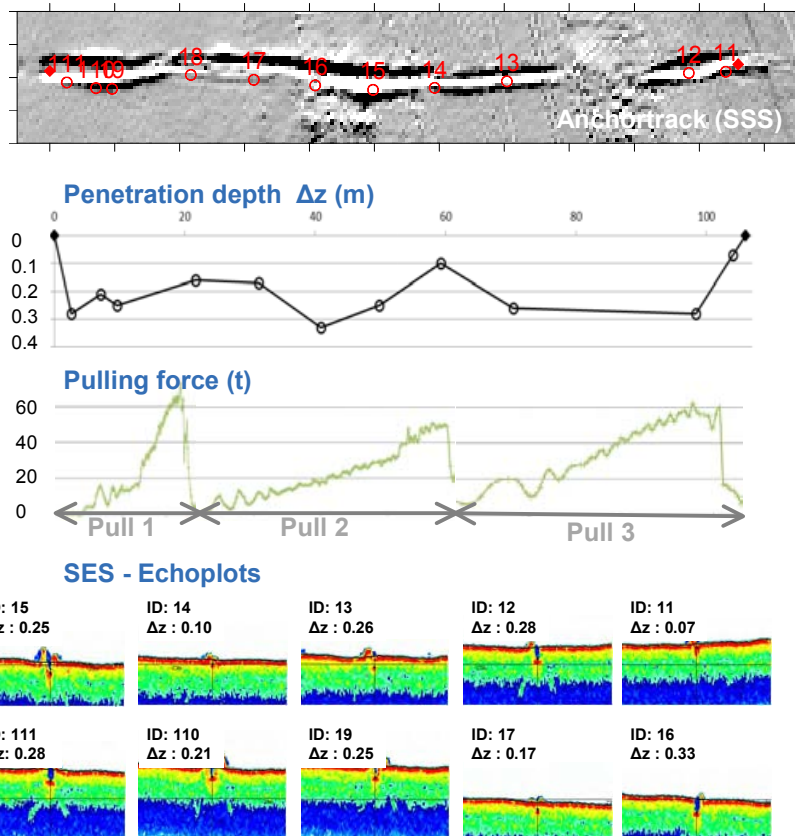 111 110 19 18 17 16 15 14 13 12 11
Anchortrack (SSS)
Penetration depth Δz (m)
0 20 40 60 80 100
0
0.1
0.2
0.3
0.4
Pulling force (t)
60
40
20
0
Pull 1 Pull 2 Pull 3
SES - Echoplots
: 15
z : 0.25
ID: 14
Δz : 0.10
ID: 13
Δz : 0.26
ID: 12
Δz : 0.28
ID: 11
Δz : 0.07
: 111
z: 0.28
ID: 110
Δz : 0.21
ID: 19
Δz : 0.25
ID: 17
Δz : 0.17
ID: 16
Δz : 0.33